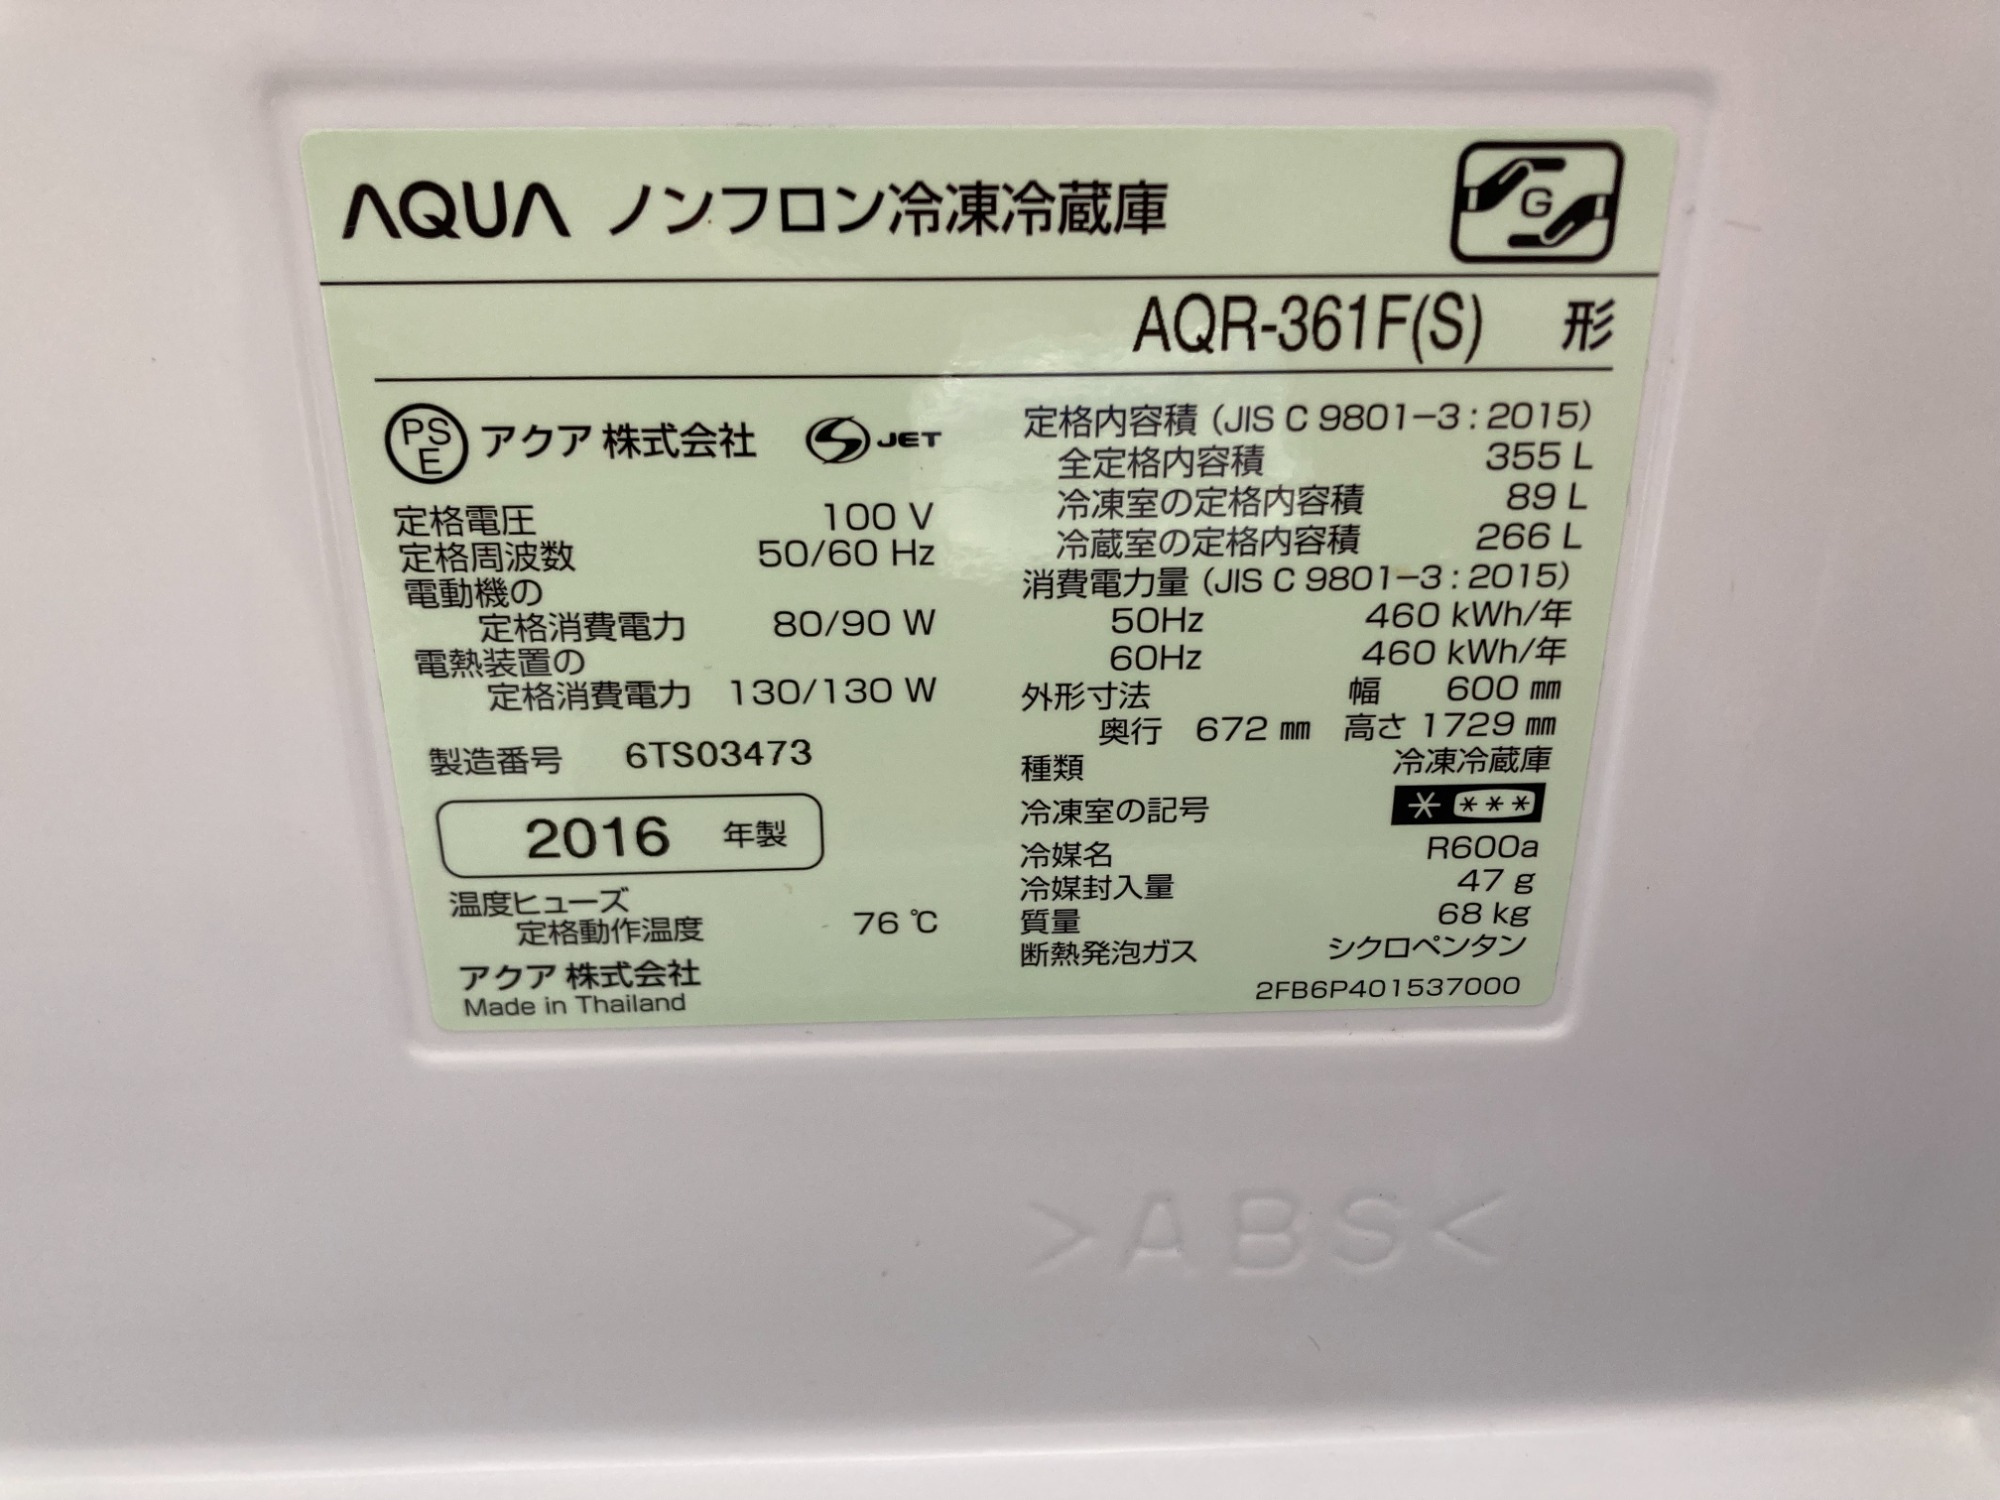 AQUA ノンフロン冷凍冷蔵庫
G
AQR-361F(S) 形
PS
E
アクア 株式会社
S JET
定格電圧 100 V
定格周波数 50/60 Hz
電動機の
定格消費電力 80/90 W
電熱装置の
定格消費電力 130/130 W
製造番号 6TS03473
2016 年製
温度ヒューズ
定格動作温度 76 ℃
アクア 株式会社
Made in Thailand
定格内容積 (JIS C 9801-3 : 2015)
全定格内容積 355 L
冷凍室の定格内容積 89 L
冷蔵室の定格内容積 266 L
消費電力量 (JIS C 9801-3 : 2015)
50Hz 460 kWh/年
60Hz 460 kWh/年
外形寸法 幅 600 ㎜
奥行 672 ㎜ 高さ 1729 ㎜
種類 冷凍冷蔵庫
冷凍室の記号 * ***
冷媒名 R600a
冷媒封入量 47 g
質量 68 kg
断熱発泡ガス シクロペンタン
2FB6P401537000
>ABS<